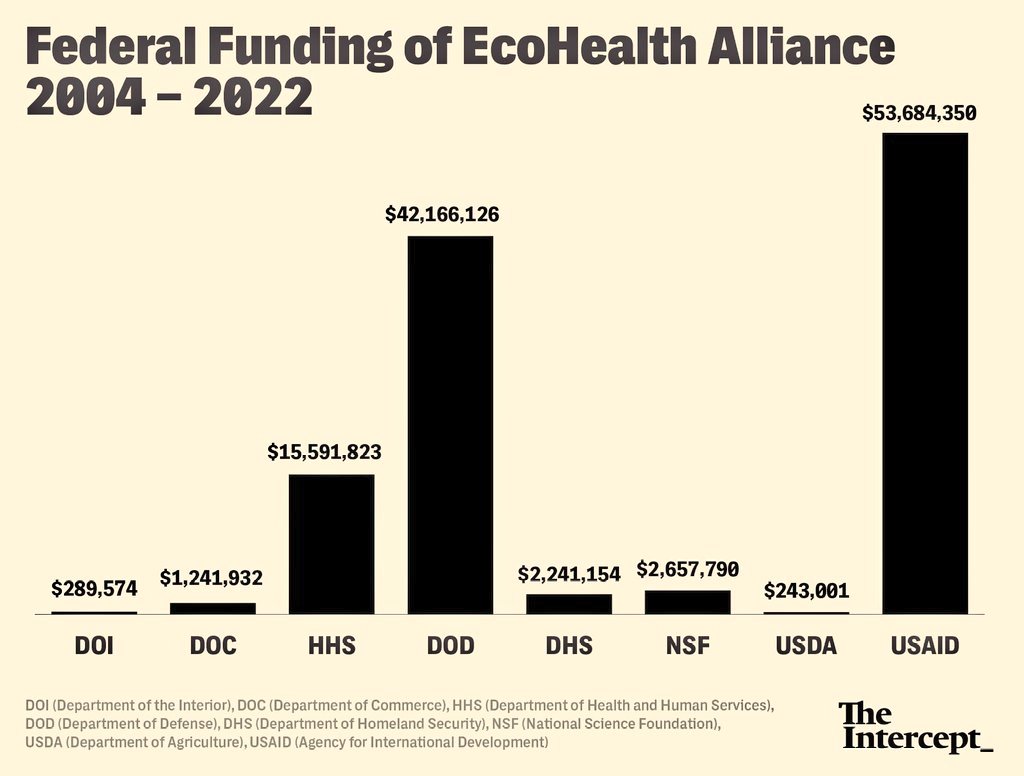 Federal Funding of EcoHealth Alliance
2004 – 2022
$53,684,350
$42,166,126
$15,591,823
$289,574
$1,241,932
$2,241,154
$2,657,790
$243,001
DOI
DOC
HHS
DOD
DHS
NSF
USDA
USAID
DOI (Department of the Interior), DOC (Department of Commerce), HHS (Department of Health and Human Services),
DOD (Department of Defense), DHS (Department of Homeland Security), NSF (National Science Foundation),
USDA (Department of Agriculture), USAID (Agency for International Development)
The
Intercept_